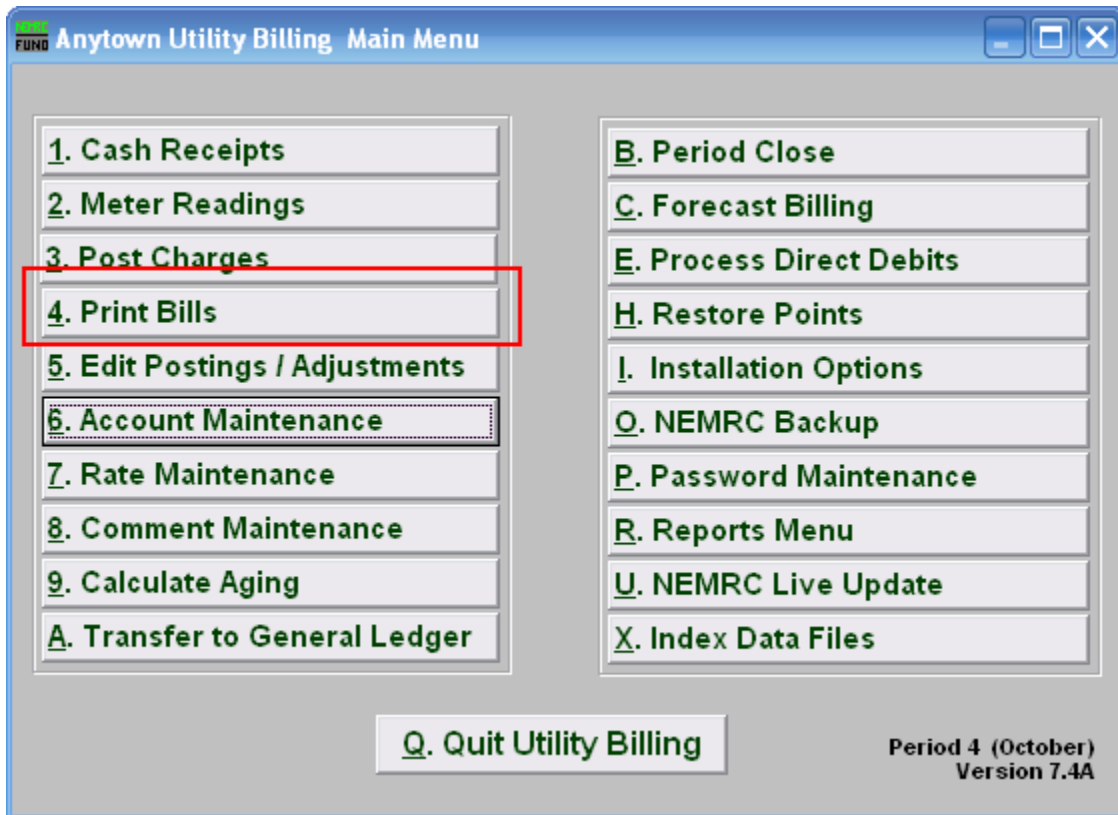 NEMRC
FUND
Anytown Utility Billing Main Menu
1. Cash Receipts
2. Meter Readings
3. Post Charges
4. Print Bills
5. Edit Postings / Adjustments
6. Account Maintenance
7. Rate Maintenance
8. Comment Maintenance
9. Calculate Aging
A. Transfer to General Ledger
B. Period Close
C. Forecast Billing
E. Process Direct Debits
H. Restore Points
I. Installation Options
O. NEMRC Backup
P. Password Maintenance
R. Reports Menu
U. NEMRC Live Update
X. Index Data Files
Q. Quit Utility Billing
Period 4 (October)
Version 7.4A